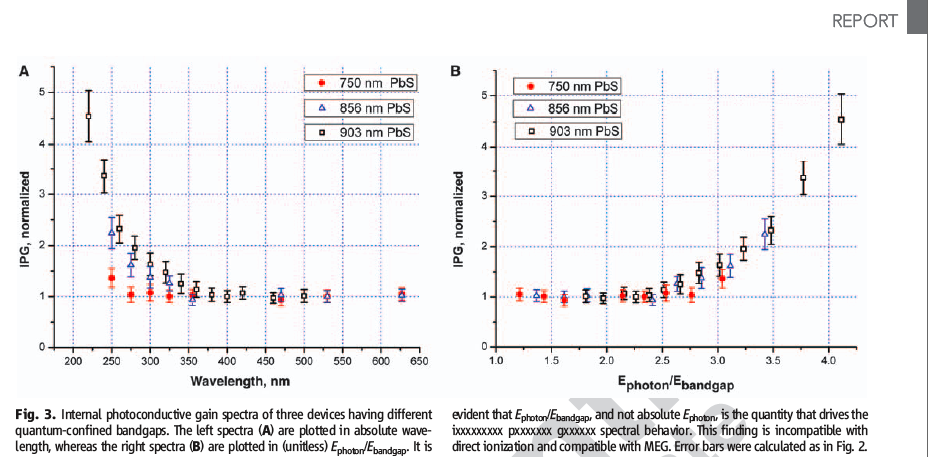 REPORT
A
750 nm PbS
856 nm PbS
903 nm PbS
IPG, normalized
5
4
3
2
1
0
200 250 300 350 400 450 500 550 600 650
Wavelength, nm
B
750 nm PbS
856 nm PbS
903 nm PbS
IPG, normalized
5
4
3
2
1
0
1.0 1.5 2.0 2.5 3.0 3.5 4.0
Ephoton/Ebandgap
Fig. 3. Internal photoconductive gain spectra of three devices having different
quantum-confined bandgaps. The left spectra (A) are plotted in absolute wave-
length, whereas the right spectra (B) are plotted in (unitless) Ephoton/Ebandgap. It is
evident that Ephoton/Ebandgap, and not absolute Ephoton, is the quantity that drives the
ixxxxxxxx pxxxxxxx gxxxxxx spectral behavior. This finding is incompatible with
direct ionization and compatible with MEG. Error bars were calculated as in Fig. 2.